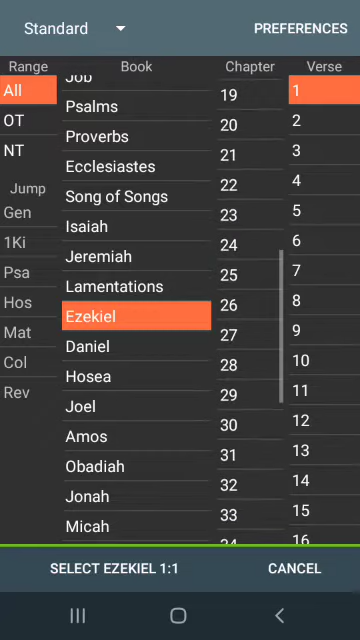 Standard
PREFERENCES
Range
Book
Chapter
Verse
All
OT
NT
Jump
Gen
1Ki
Psa
Hos
Mat
Col
Rev
Job
Psalms
Proverbs
Ecclesiastes
Song of Songs
Isaiah
Jeremiah
Lamentations
Ezekiel
Daniel
Hosea
Joel
Amos
Obadiah
Jonah
Micah
19
20
21
22
23
24
25
26
27
28
29
30
31
32
33
34
1
2
3
4
5
6
7
8
9
10
11
12
13
14
15
16
SELECT EZEKIEL 1:1
CANCEL